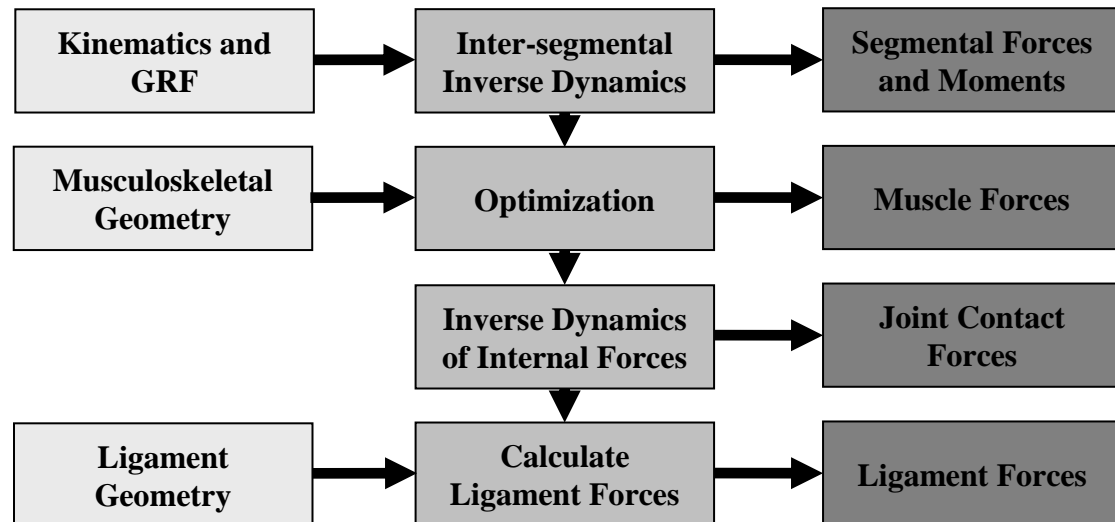 Kinematics and
GRF
Inter-segmental
Inverse Dynamics
Segmental Forces
and Moments
Musculoskeletal
Geometry
Optimization
Muscle Forces
Inverse Dynamics
of Internal Forces
Joint Contact
Forces
Ligament
Geometry
Calculate
Ligament Forces
Ligament Forces